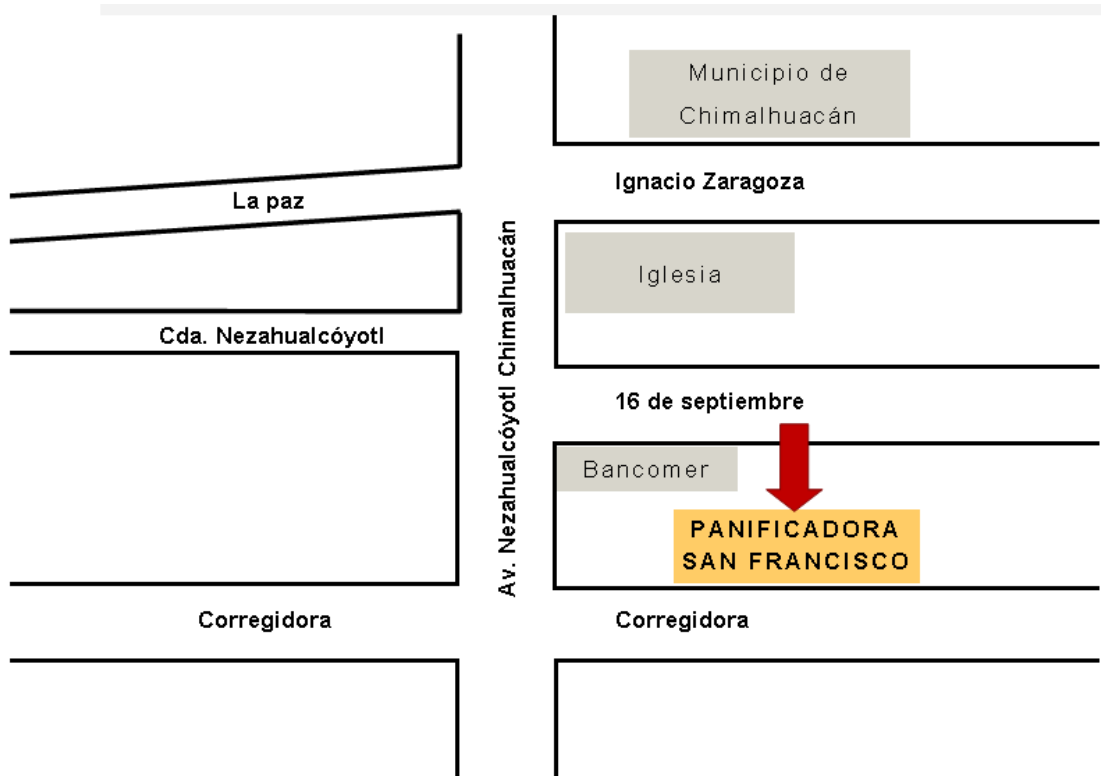 Municipio de
Chimalhuacán
Ignacio Zaragoza
La paz
Iglesia
Cda. Nezahualcóyotl
Av. Nezahualcóyotl Chimalhuacán
16 de septiembre
Bancomer
PANIFICADORA
SAN FRANCISCO
Corregidora
Corregidora